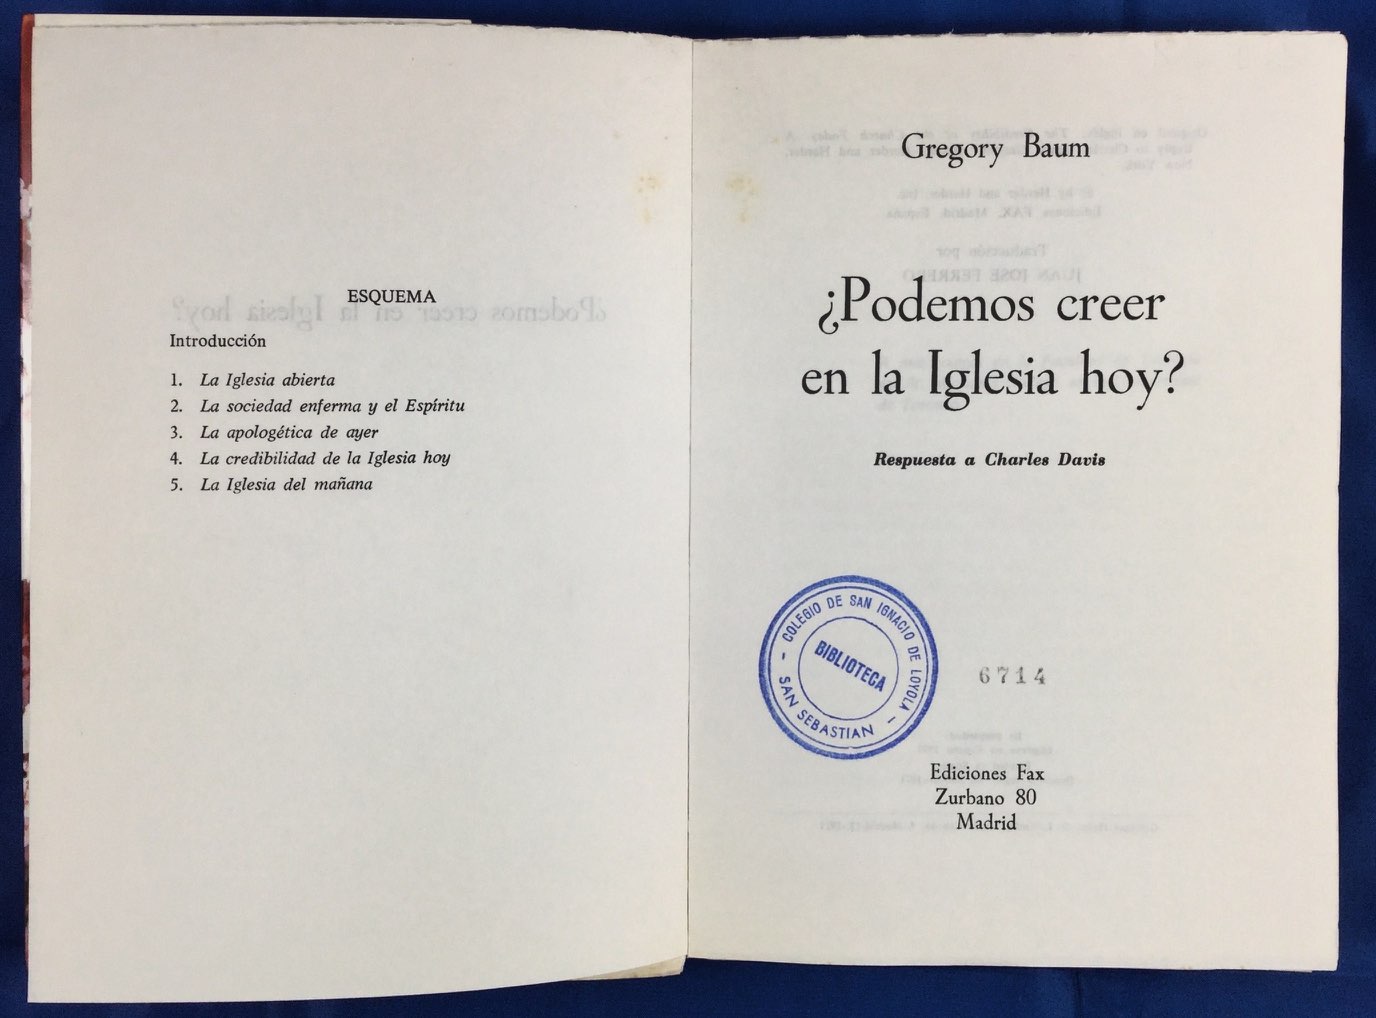 ESQUEMA
Introducción
1. La Iglesia abierta
2. La sociedad enferma y el Espíritu
3. La apologética de ayer
4. La credibilidad de la Iglesia hoy
5. La Iglesia del mañana
Gregory Baum
¿Podemos creer
en la Iglesia hoy?
Respuesta a Charles Davis
- COLEGIO DE SAN IGNACIO DE LOYOLA -
BIBLIOTECA
SAN SEBASTIAN
6714
Ediciones Fax
Zurbano 80
Madrid